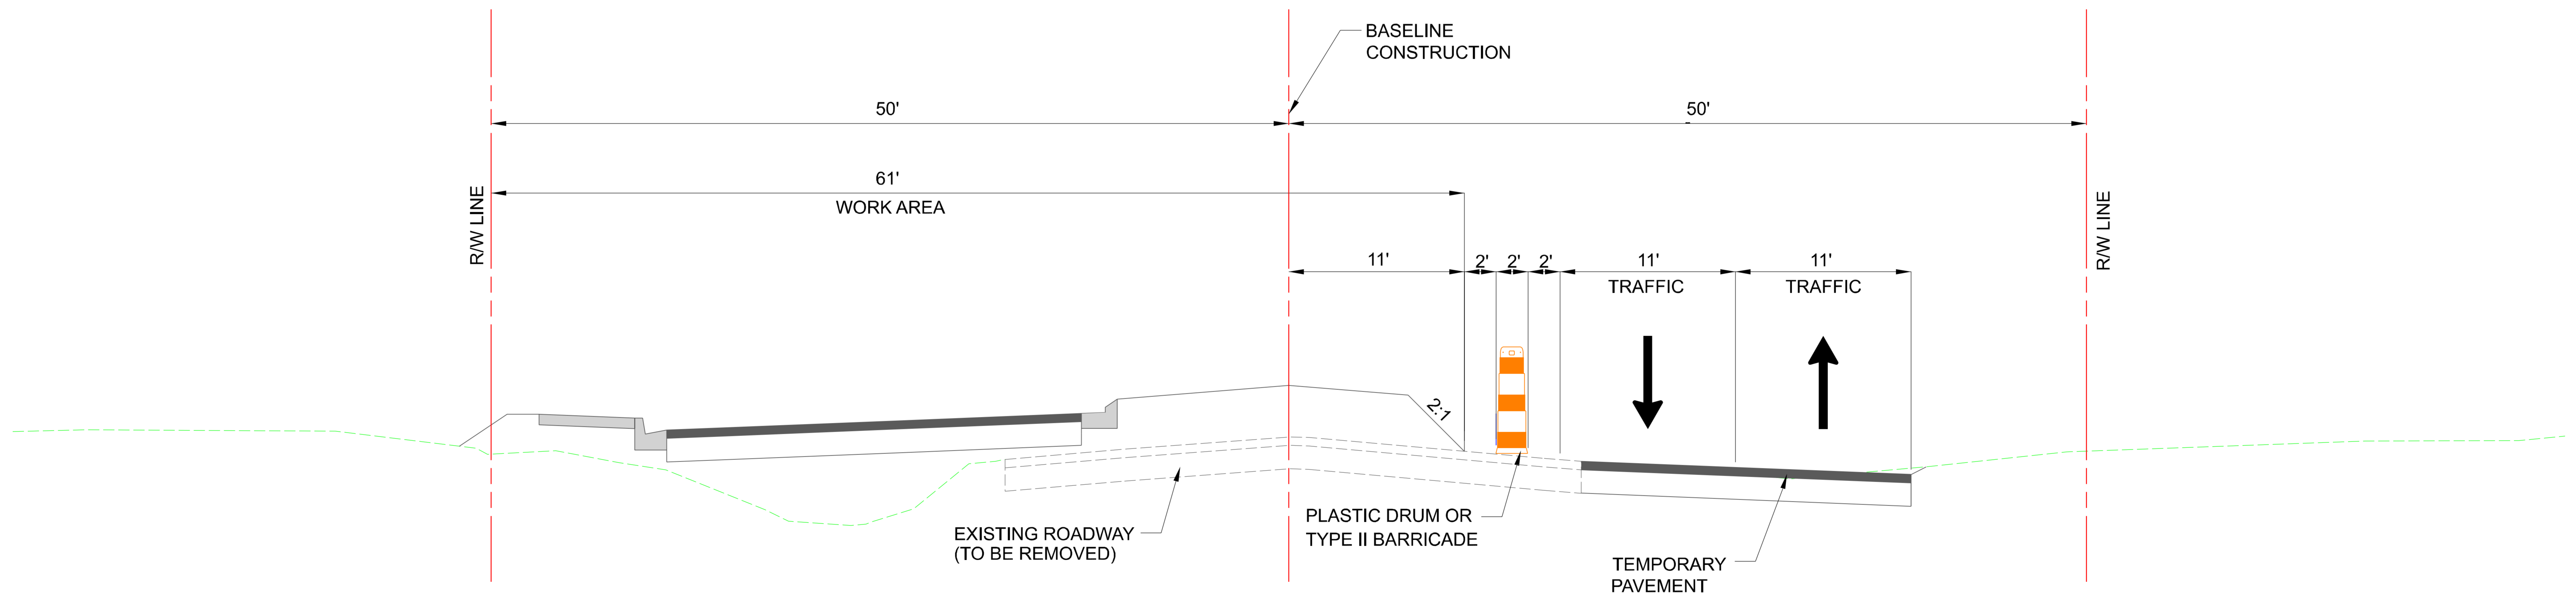 BASELINE
CONSTRUCTION
50'
50'
61'
WORK AREA
R/W LINE
R/W LINE
11'
2'
2'
2'
11'
11'
TRAFFIC
TRAFFIC
2:1
EXISTING ROADWAY
(TO BE REMOVED)
PLASTIC DRUM OR
TYPE II BARRICADE
TEMPORARY
PAVEMENT